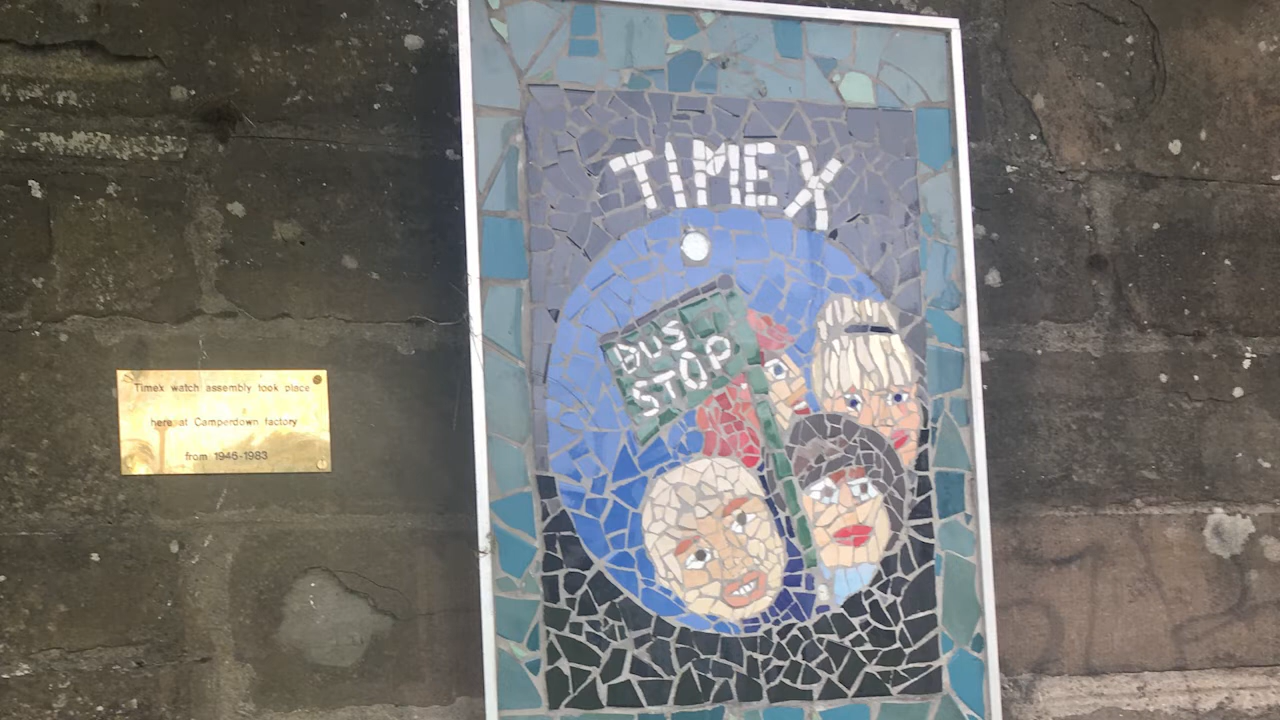 Timex watch assembly took place
here at Camperdown factory
from 1946-1983
TIMEX
BUS
STOP